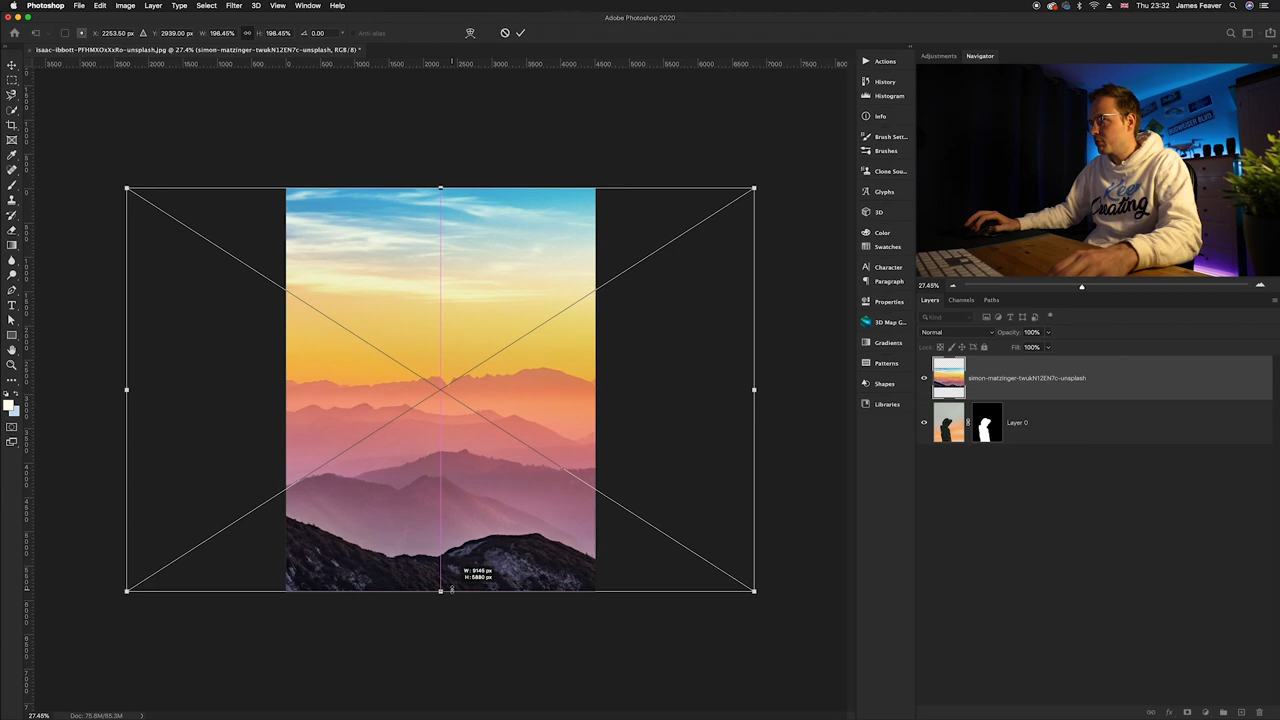 Photoshop File Edit Image Layer Type Select Filter 3D View Window Help
Thu 23:32 James Feaver
Adobe Photoshop 2020
X: 2253.50 px Y: 2939.00 px W: 198.45% H: 198.45% 0.00 Anti-alias
isaac-ibbott-PFHMXOxXxRo-unsplash.jpg @ 27.4% (simon-matzinger-twukN12EN7c-unsplash, RGB/8) *
3500 3000 2500 2000 1500 1000 500 0 500 1000 1500 2000 2500 3000 3500 4000 4500 5000 5500 6000 6500 7000 7500
Actions
History
Histogram
Info
Brush Sett...
Brushes
Clone Sou...
Glyphs
3D
Color
Swatches
Character
Paragraph
Properties
3D Map G...
Gradients
Patterns
Shapes
Libraries
Adjustments Navigator
BUDWEISER BLVD.
Keep
Creating
27.45%
Layers Channels Paths
Kind
Normal Opacity: 100%
Lock: Fill: 100%
simon-matzinger-twukN12EN7c-unsplash
Layer 0
W: 9145 px
H: 5880 px
27.45% Doc: 75.8M/85.3M